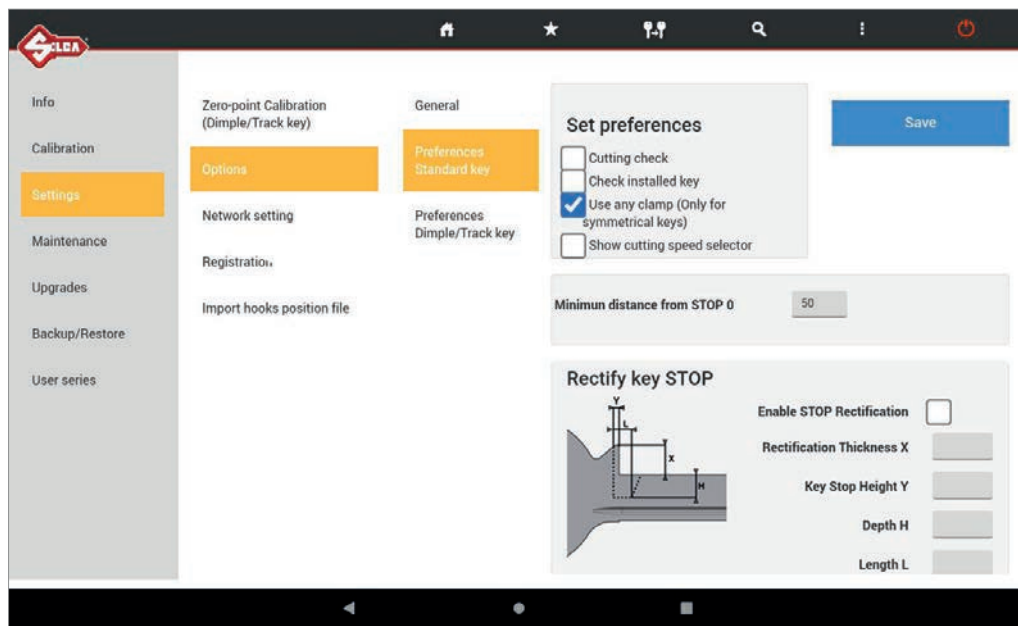 SILCA
Info
Calibration
Settings
Maintenance
Upgrades
Backup/Restore
User series
Zero-point Calibration
(Dimple/Track key)
Options
Network setting
Registration
Import hooks position file
General
Preferences
Standard key
Preferences
Dimple/Track key
Set preferences
Cutting check
Check installed key
Use any clamp (Only for
symmetrical keys)
Show cutting speed selector
Save
Minimun distance from STOP 0
50
Rectify key STOP
Y
L
X
H
Enable STOP Rectification
Rectification Thickness X
Key Stop Height Y
Depth H
Length L